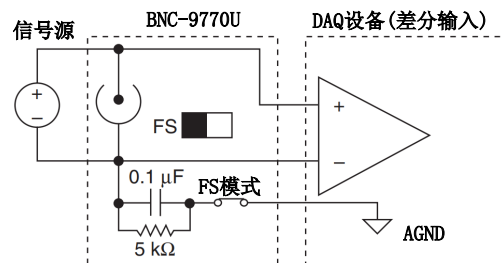 BNC-9770U
DAQ设备(差分输入)
信号源
+
−
FS
+
−
0.1 μF
FS模式
5 kΩ
AGND